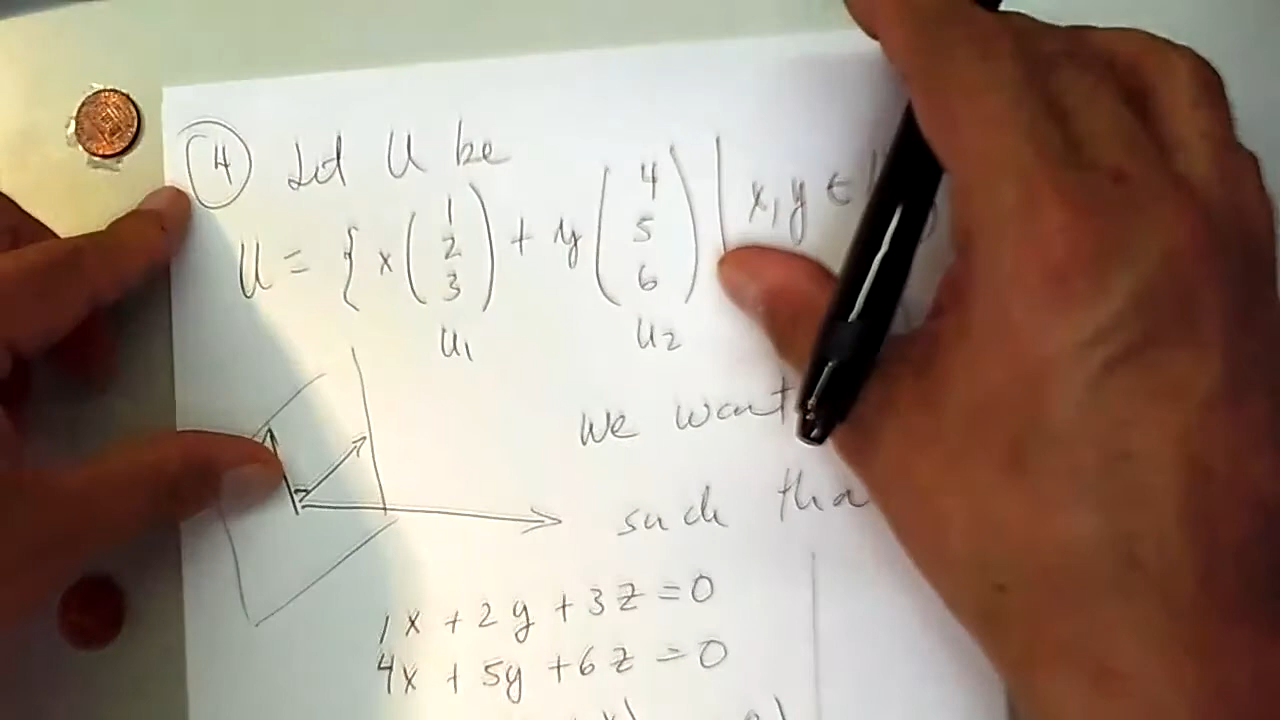 ④ Let U be
U = { x ( 1 2 3 ) + y ( 4 5 6 ) | x, y ∈
u₁ u₂
we want
such
1x + 2y + 3z = 0
4x + 5y + 6z = 0